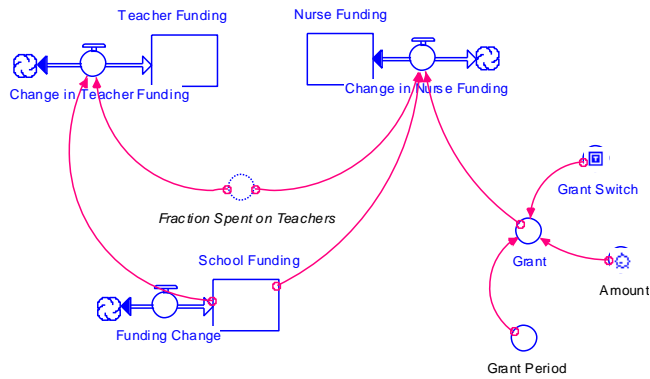 Teacher Funding
Nurse Funding
Change in Teacher Funding
Change in Nurse Funding
Grant Switch
Fraction Spent on Teachers
School Funding
Grant
Amount
Funding Change
Grant Period